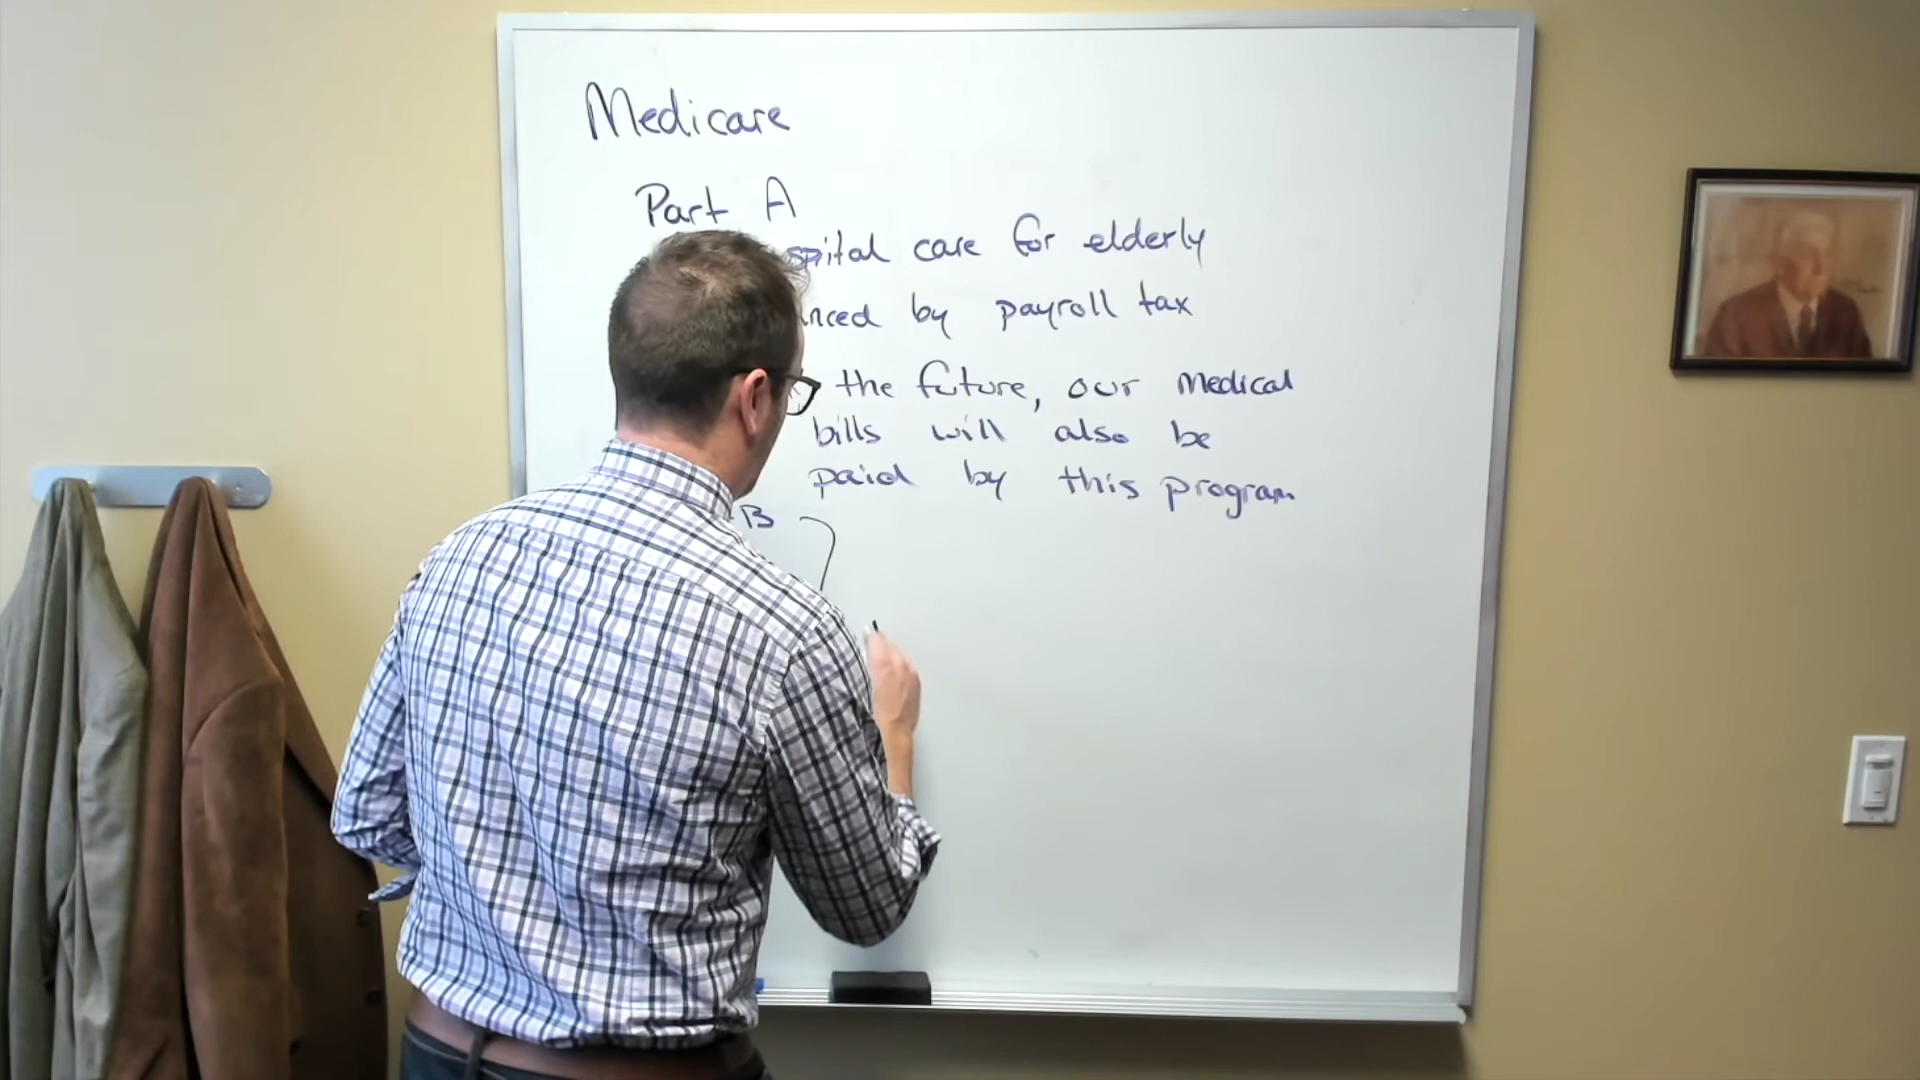 Medicare
Part A
spital care for elderly
nced by payroll tax
the future, our medical
bills will also be
paid by this program
B